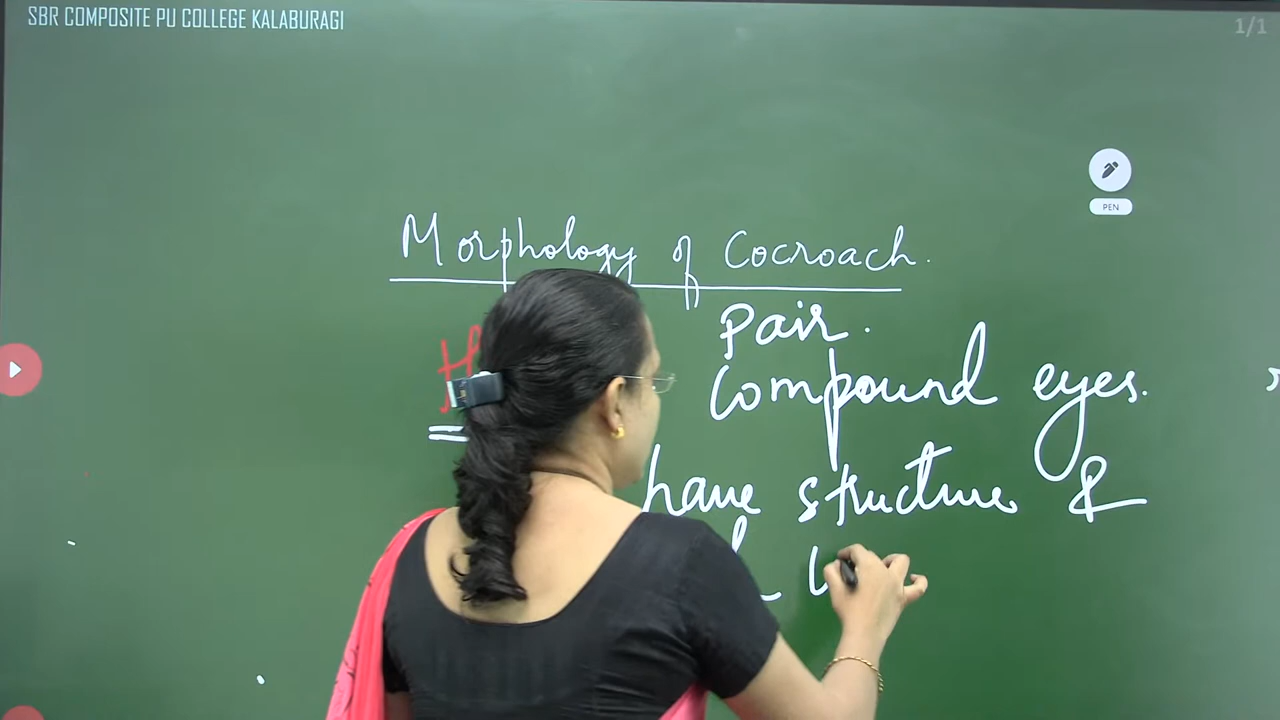 SBR COMPOSITE PU COLLEGE KALABURAGI
1/1
PEN
Morphology of Cocroach.
pair.
Compound eyes.
have structure &